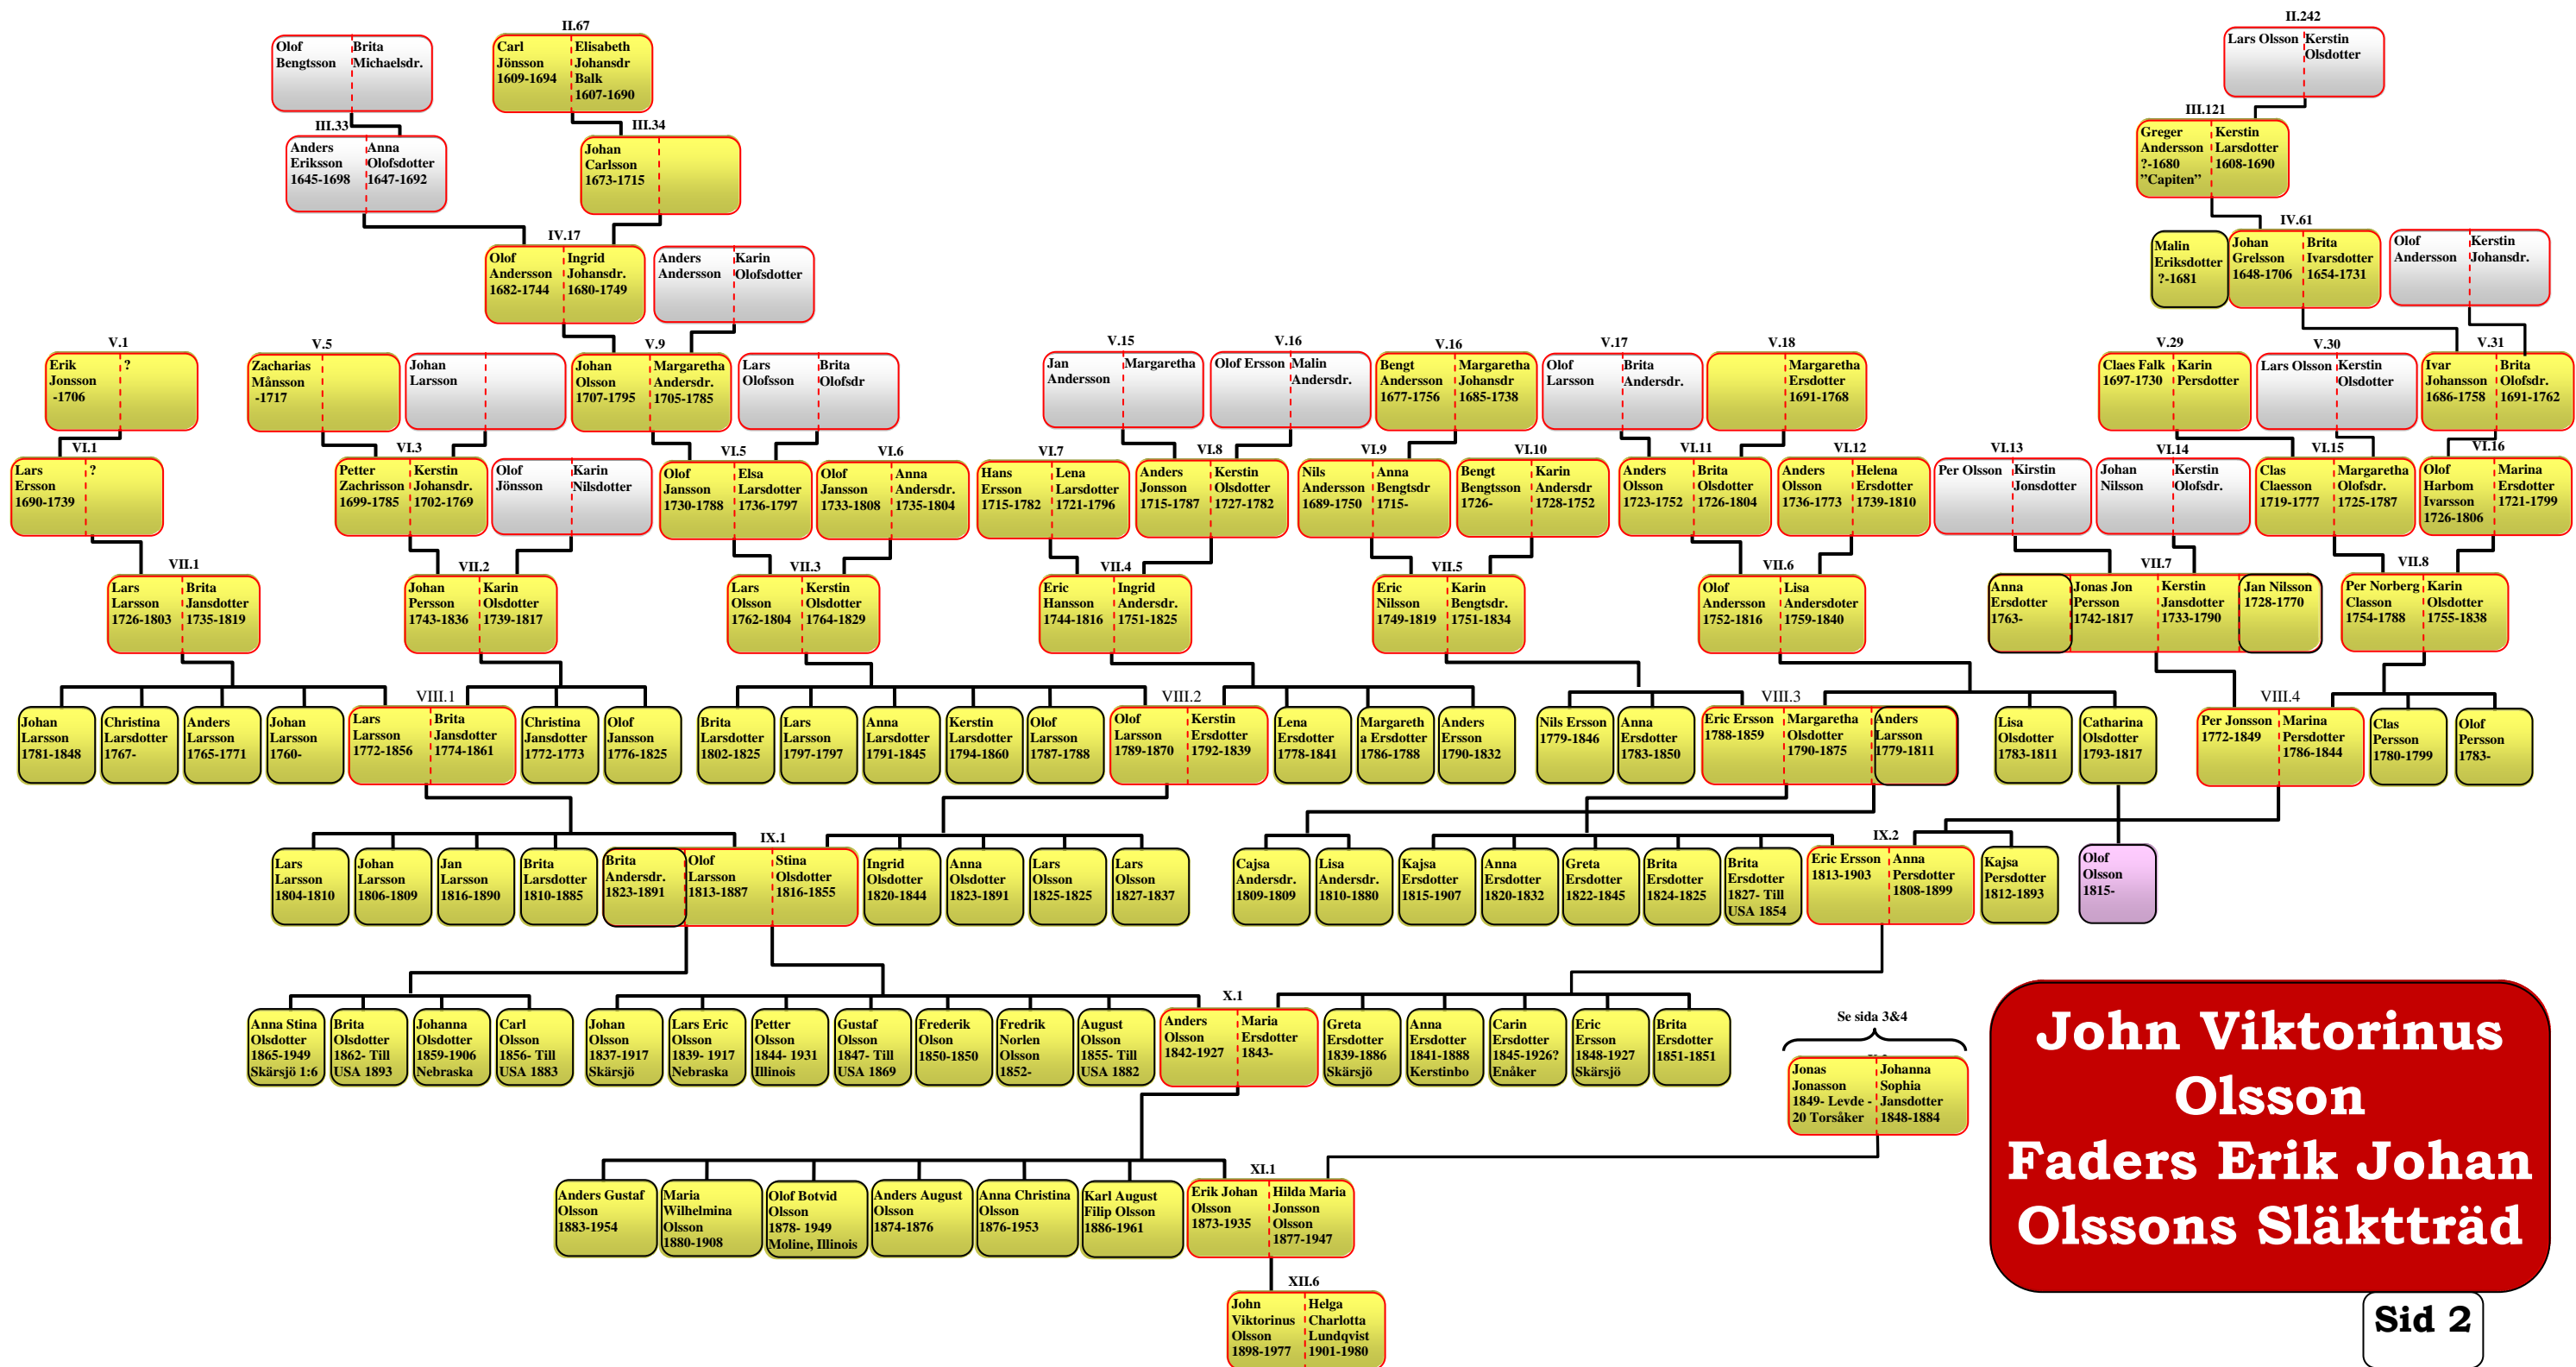 II.67
II.242
Olof
Bengtsson
Brita
Michaelsdr.
Carl
Jönsson
1609-1694
Elisabeth
Johansdr
Balk
1607-1690
Lars Olsson
Kerstin
Olsdotter
III.33
III.34
III.121
Anders
Eriksson
1645-1698
Anna
Olofsdotter
1647-1692
Johan
Carlsson
1673-1715
Greger
Andersson
?-1680
”Capiten”
Kerstin
Larsdotter
1608-1690
IV.17
IV.61
Olof
Andersson
1682-1744
Ingrid
Johansdr.
1680-1749
Anders
Andersson
Karin
Olofsdotter
Malin
Eriksdotter
?-1681
Johan
Grelsson
1648-1706
Brita
Ivarsdotter
1654-1731
Olof
Andersson
Kerstin
Johansdr.
V.1
Erik
Jonsson
-1706
?
V.5
Zacharias
Månsson
-1717
Johan
Larsson
V.9
Johan
Olsson
1707-1795
Margaretha
Andersdr.
1705-1785
Lars
Olofsson
Brita
Olofsdr
V.15
Jan
Andersson
Margaretha
V.16
Olof Ersson
Malin
Andersdr.
V.16
Bengt
Andersson
1677-1756
Margaretha
Johansdr
1685-1738
V.17
Olof
Larsson
Brita
Andersdr.
V.18
Margaretha
Ersdotter
1691-1768
V.29
Claes Falk
1697-1730
Karin
Persdotter
V.30
Lars Olsson
Kerstin
Olsdotter
V.31
Ivar
Johansson
1686-1758
Brita
Olofsdr.
1691-1762
VI.1
Lars
Ersson
1690-1739
?
VI.3
Petter
Zachrisson
1699-1785
Kerstin
Johansdr.
1702-1769
Olof
Jönsson
Karin
Nilsdotter
VI.5
Olof
Jansson
1730-1788
Elsa
Larsdotter
1736-1797
VI.6
Olof
Jansson
1733-1808
Anna
Andersdr.
1735-1804
VI.7
Hans
Ersson
1715-1782
Lena
Larsdotter
1721-1796
VI.8
Anders
Jonsson
1715-1787
Kerstin
Olsdotter
1727-1782
VI.9
Nils
Andersson
1689-1750
Anna
Bengtsdr
1715-
VI.10
Bengt
Bengtsson
1726-
Karin
Andersdr
1728-1752
VI.11
Anders
Olsson
1723-1752
Brita
Olsdotter
1726-1804
VI.12
Anders
Olsson
1736-1773
Helena
Ersdotter
1739-1810
VI.13
Per Olsson
Kirstin
Jonsdotter
VI.14
Johan
Nilsson
Kerstin
Olofsdr.
VI.15
Clas
Claesson
1719-1777
Margaretha
Olofsdr.
1725-1787
VI.16
Olof
Harbom
Ivarsson
1726-1806
Marina
Ersdotter
1721-1799
VII.1
Lars
Larsson
1726-1803
Brita
Jansdotter
1735-1819
VII.2
Johan
Persson
1743-1836
Karin
Olsdotter
1739-1817
VII.3
Lars
Olsson
1762-1804
Kerstin
Olsdotter
1764-1829
VII.4
Eric
Hansson
1744-1816
Ingrid
Andersdr.
1751-1825
VII.5
Eric
Nilsson
1749-1819
Karin
Bengtsdr.
1751-1834
VII.6
Olof
Andersson
1752-1816
Lisa
Andersdoter
1759-1840
VII.7
Anna
Ersdotter
1763-
Jonas Jon
Persson
1742-1817
Kerstin
Jansdotter
1733-1790
Jan Nilsson
1728-1770
VII.8
Per Norberg
Classon
1754-1788
Karin
Olsdotter
1755-1838
Johan
Larsson
1781-1848
Christina
Larsdotter
1767-
Anders
Larsson
1765-1771
Johan
Larsson
1760-
VIII.1
Lars
Larsson
1772-1856
Brita
Jansdotter
1774-1861
Christina
Jansdotter
1772-1773
Olof
Jansson
1776-1825
Brita
Larsdotter
1802-1825
Lars
Larsson
1797-1797
Anna
Larsdotter
1791-1845
Kerstin
Larsdotter
1794-1860
Olof
Larsson
1787-1788
VIII.2
Olof
Larsson
1789-1870
Kerstin
Ersdotter
1792-1839
Lena
Ersdotter
1778-1841
Margareth
a Ersdotter
1786-1788
Anders
Ersson
1790-1832
Nils Ersson
1779-1846
Anna
Ersdotter
1783-1850
VIII.3
Eric Ersson
1788-1859
Margaretha
Olsdotter
1790-1875
Anders
Larsson
1779-1811
Lisa
Olsdotter
1783-1811
Catharina
Olsdotter
1793-1817
VIII.4
Per Jonsson
1772-1849
Marina
Persdotter
1786-1844
Clas
Persson
1780-1799
Olof
Persson
1783-
Lars
Larsson
1804-1810
Johan
Larsson
1806-1809
Jan
Larsson
1816-1890
Brita
Larsdotter
1810-1885
IX.1
Brita
Andersdr.
1823-1891
Olof
Larsson
1813-1887
Stina
Olsdotter
1816-1855
Ingrid
Olsdotter
1820-1844
Anna
Olsdotter
1823-1891
Lars
Olsson
1825-1825
Lars
Olsson
1827-1837
Cajsa
Andersdr.
1809-1809
Lisa
Andersdr.
1810-1880
Kajsa
Ersdotter
1815-1907
Anna
Ersdotter
1820-1832
Greta
Ersdotter
1822-1845
Brita
Ersdotter
1824-1825
Brita
Ersdotter
1827- Till
USA 1854
IX.2
Eric Ersson
1813-1903
Anna
Persdotter
1808-1899
Kajsa
Persdotter
1812-1893
Olof
Olsson
1815-
Anna Stina
Olsdotter
1865-1949
Skärsjö 1:6
Brita
Olsdotter
1862- Till
USA 1893
Johanna
Olsdotter
1859-1906
Nebraska
Carl
Olsson
1856- Till
USA 1883
Johan
Olsson
1837-1917
Skärsjö
Lars Eric
Olsson
1839- 1917
Nebraska
Petter
Olsson
1844- 1931
Illinois
Gustaf
Olsson
1847- Till
USA 1869
Frederik
Olson
1850-1850
Fredrik
Norlen
Olsson
1852-
August
Olsson
1855- Till
USA 1882
X.1
Anders
Olsson
1842-1927
Maria
Ersdotter
1843-
Greta
Ersdotter
1839-1886
Skärsjö
Anna
Ersdotter
1841-1888
Kerstinbo
Carin
Ersdotter
1845-1926?
Enåker
Eric
Ersson
1848-1927
Skärsjö
Brita
Ersdotter
1851-1851
Se sida 3&4
Jonas
Jonasson
1849- Levde -
20 Torsåker
Johanna
Sophia
Jansdotter
1848-1884
Anders Gustaf
Olsson
1883-1954
Maria
Wilhelmina
Olsson
1880-1908
Olof Botvid
Olsson
1878- 1949
Moline, Illinois
Anders August
Olsson
1874-1876
Anna Christina
Olsson
1876-1953
Karl August
Filip Olsson
1886-1961
XI.1
Erik Johan
Olsson
1873-1935
Hilda Maria
Jonsson
Olsson
1877-1947
XII.6
John
Viktorinus
Olsson
1898-1977
Helga
Charlotta
Lundqvist
1901-1980
John Viktorinus
Olsson
Faders Erik Johan
Olssons Släktträd
Sid 2